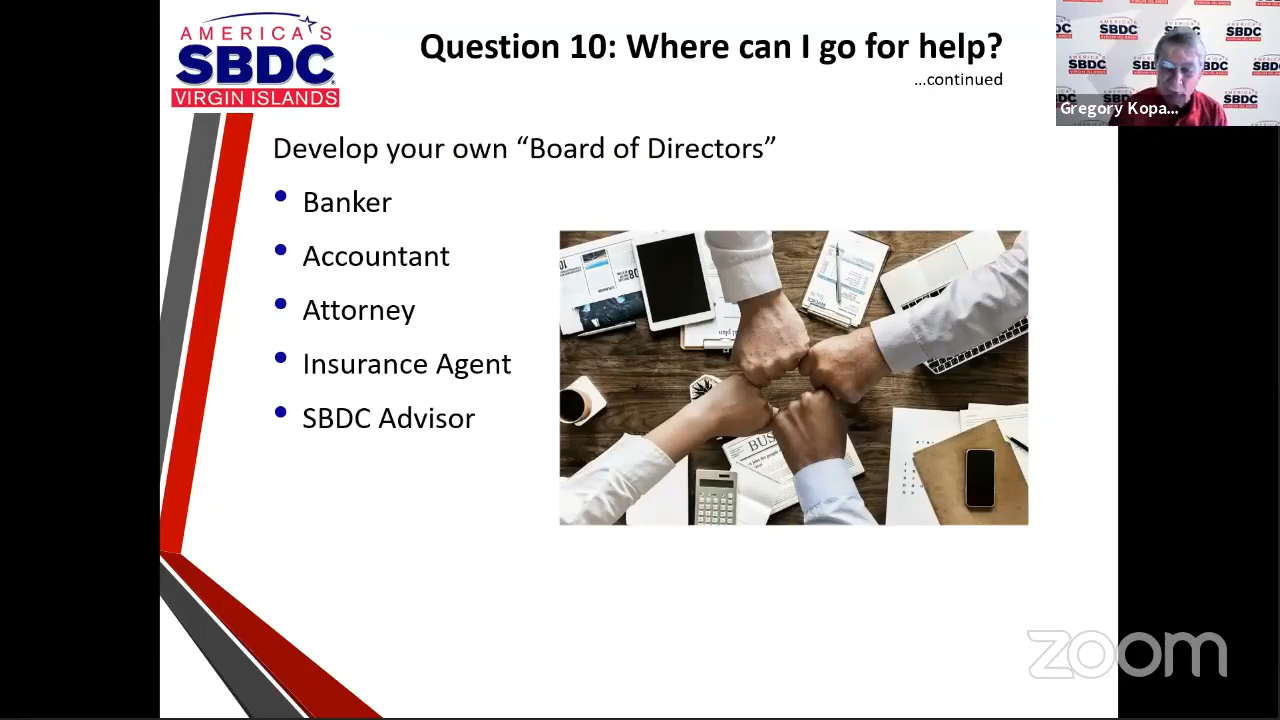 AMERICA'S
SBDC
VIRGIN ISLANDS
Question 10: Where can I go for help?
...continued
Gregory Kopa...
Develop your own “Board of Directors”
• Banker
• Accountant
• Attorney
• Insurance Agent
• SBDC Advisor
BUS
zoom